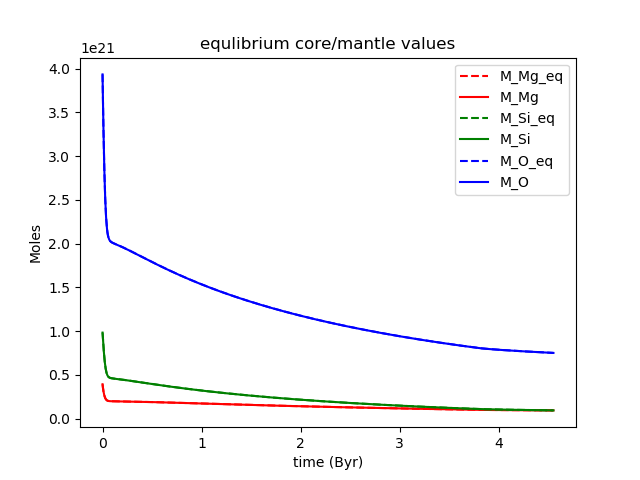 equlibrium core/mantle values
1e21
4.0
3.5
3.0
2.5
2.0
1.5
1.0
0.5
0.0
Moles
M_Mg_eq
M_Mg
M_Si_eq
M_Si
M_O_eq
M_O
0 1 2 3 4
time (Byr)